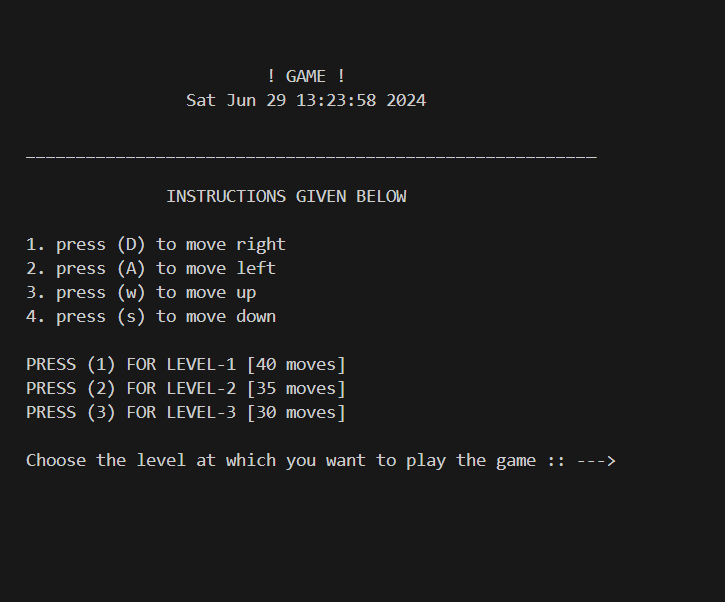 ! GAME !
Sat Jun 29 13:23:58 2024
_________________________________________________________
INSTRUCTIONS GIVEN BELOW
1. press (D) to move right
2. press (A) to move left
3. press (w) to move up
4. press (s) to move down
PRESS (1) FOR LEVEL-1 [40 moves]
PRESS (2) FOR LEVEL-2 [35 moves]
PRESS (3) FOR LEVEL-3 [30 moves]
Choose the level at which you want to play the game :: --->